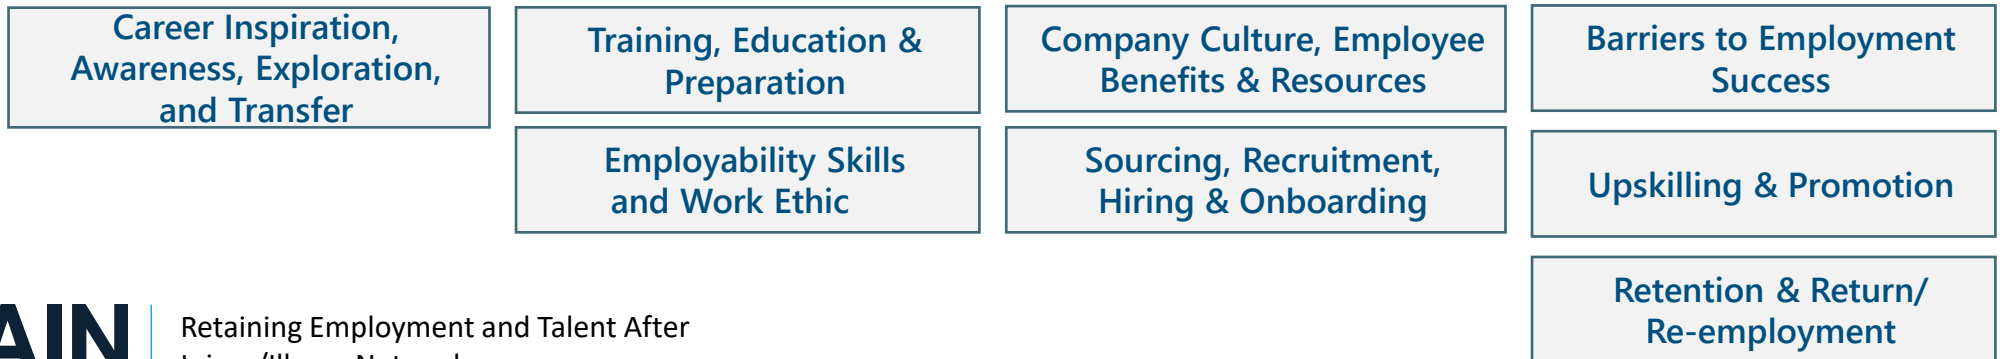 Career Inspiration,
Awareness, Exploration,
and Transfer
Training, Education &
Preparation
Company Culture, Employee
Benefits & Resources
Barriers to Employment
Success
Employability Skills
and Work Ethic
Sourcing, Recruitment,
Hiring & Onboarding
Upskilling & Promotion
Retention & Return/
Re-employment
AIN
Retaining Employment and Talent After